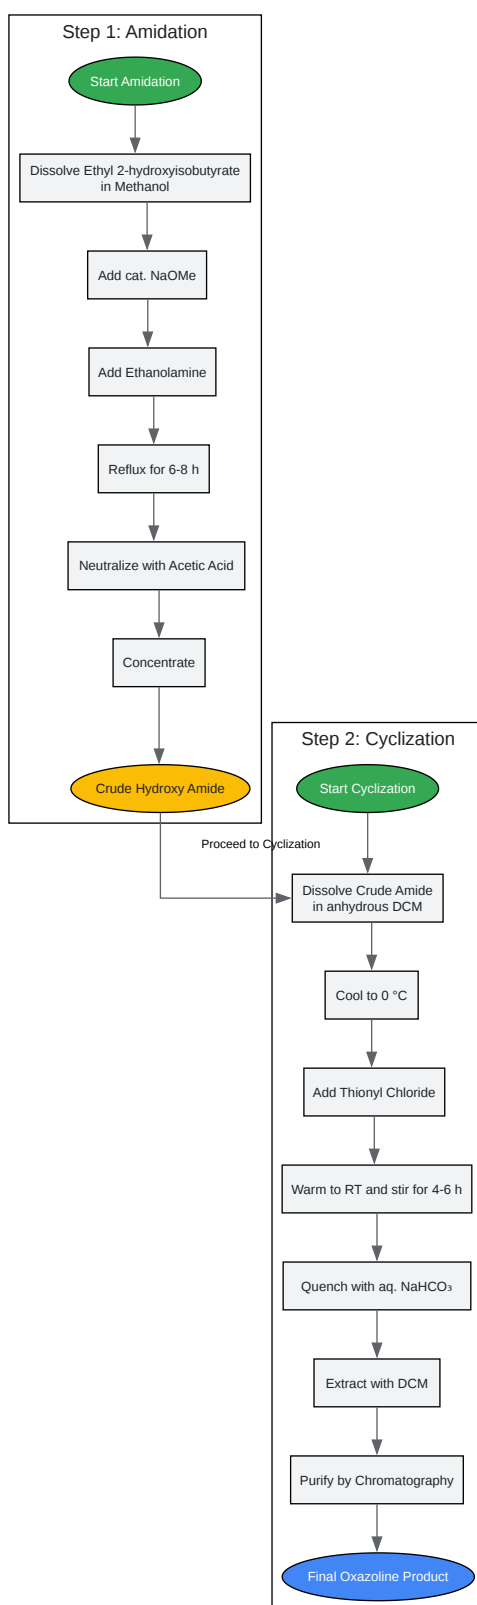 Step 1: Amidation
Start Amidation
Dissolve Ethyl 2-hydroxyisobutyrate
in Methanol
Add cat. NaOMe
Add Ethanolamine
Reflux for 6-8 h
Neutralize with Acetic Acid
Concentrate
Crude Hydroxy Amide
Proceed to Cyclization
Step 2: Cyclization
Start Cyclization
Dissolve Crude Amide
in anhydrous DCM
Cool to 0 °C
Add Thionyl Chloride
Warm to RT and stir for 4-6 h
Quench with aq. NaHCO₃
Extract with DCM
Purify by Chromatography
Final Oxazoline Product